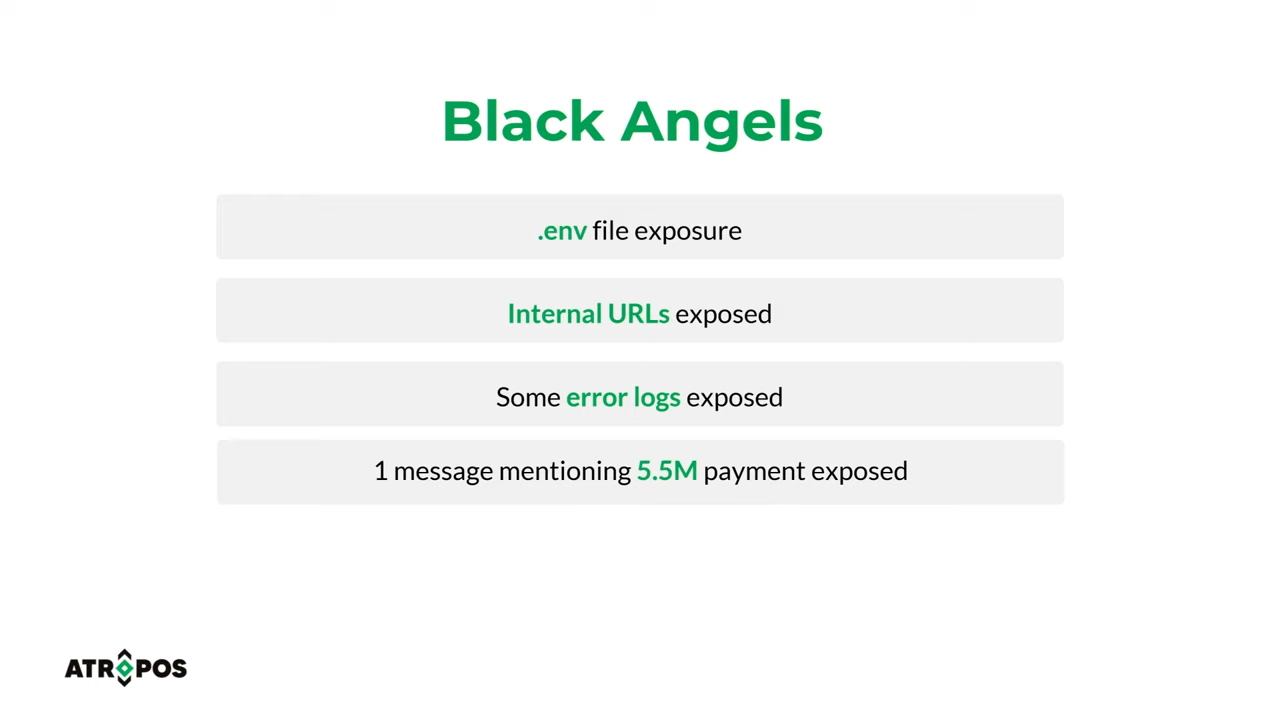 Black Angels
.env file exposure
Internal URLs exposed
Some error logs exposed
1 message mentioning 5.5M payment exposed
ATROPOS